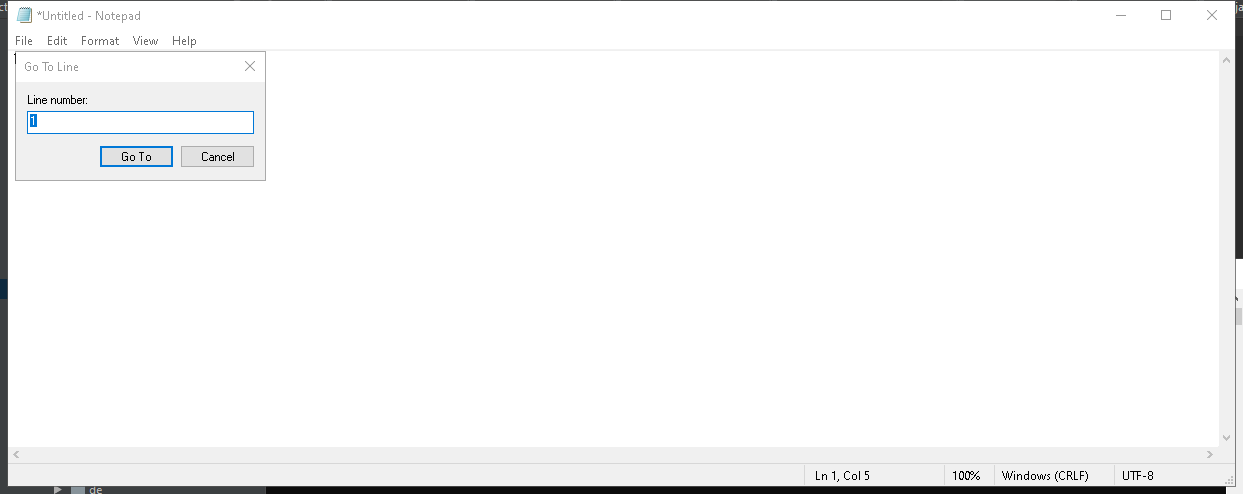 *Untitled - Notepad
File Edit Format View Help
Go To Line
Line number:
1
Go To Cancel
Ln 1, Col 5 100% Windows (CRLF) UTF-8
de